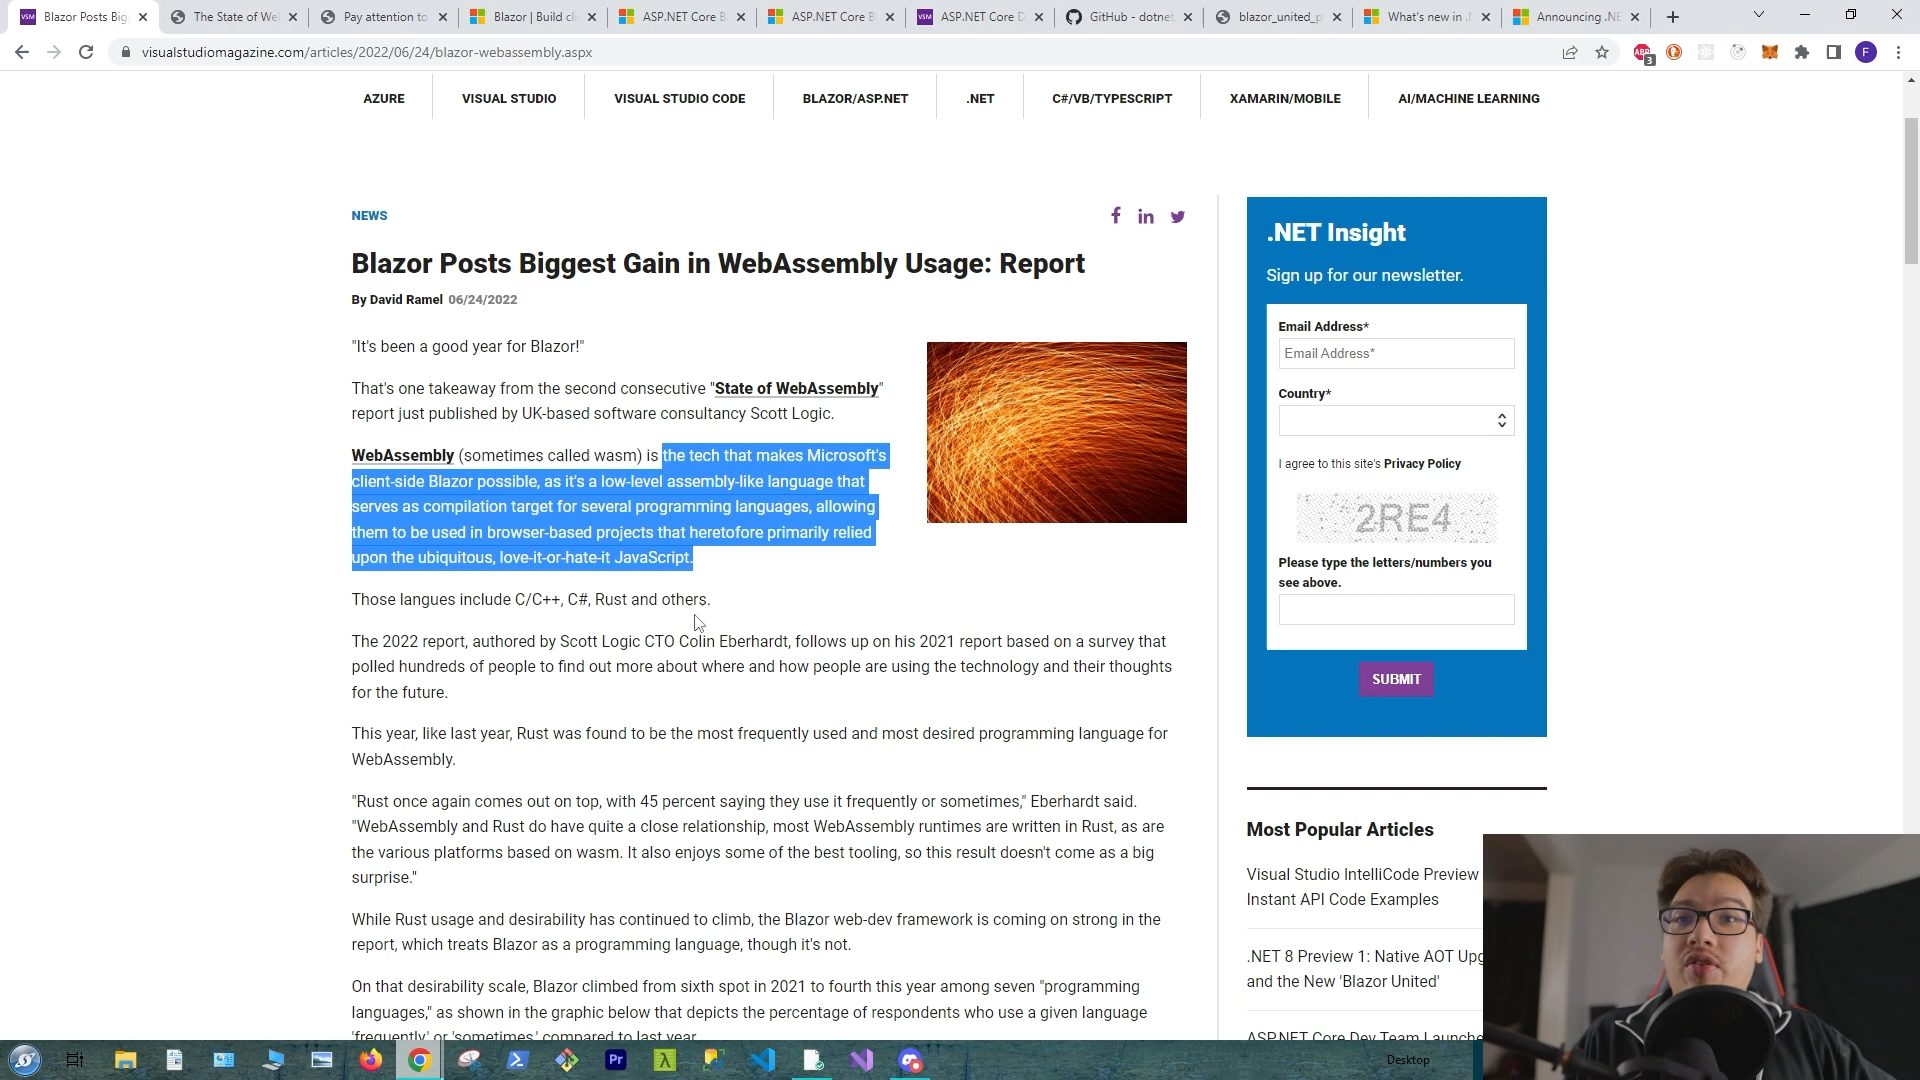 Blazor Posts Big
The State of We
Pay attention to
Blazor | Build cli
ASP.NET Core B
ASP.NET Core B
ASP.NET Core D
GitHub - dotnet
blazor_united_p
What's new in .N
Announcing .NE
visualstudiomagazine.com/articles/2022/06/24/blazor-webassembly.aspx
ABP
3
F
AZURE
VISUAL STUDIO
VISUAL STUDIO CODE
BLAZOR/ASP.NET
.NET
C#/VB/TYPESCRIPT
XAMARIN/MOBILE
AI/MACHINE LEARNING
NEWS
Blazor Posts Biggest Gain in WebAssembly Usage: Report
By David Ramel 06/24/2022
"It's been a good year for Blazor!"
That's one takeaway from the second consecutive "State of WebAssembly"
report just published by UK-based software consultancy Scott Logic.
WebAssembly (sometimes called wasm) is the tech that makes Microsoft's
client-side Blazor possible, as it's a low-level assembly-like language that
serves as compilation target for several programming languages, allowing
them to be used in browser-based projects that heretofore primarily relied
upon the ubiquitous, love-it-or-hate-it JavaScript.
Those langues include C/C++, C#, Rust and others.
The 2022 report, authored by Scott Logic CTO Colin Eberhardt, follows up on his 2021 report based on a survey that
polled hundreds of people to find out more about where and how people are using the technology and their thoughts
for the future.
This year, like last year, Rust was found to be the most frequently used and most desired programming language for
WebAssembly.
"Rust once again comes out on top, with 45 percent saying they use it frequently or sometimes," Eberhardt said.
"WebAssembly and Rust do have quite a close relationship, most WebAssembly runtimes are written in Rust, as are
the various platforms based on wasm. It also enjoys some of the best tooling, so this result doesn't come as a big
surprise."
While Rust usage and desirability has continued to climb, the Blazor web-dev framework is coming on strong in the
report, which treats Blazor as a programming language, though it's not.
On that desirability scale, Blazor climbed from sixth spot in 2021 to fourth this year among seven "programming
languages," as shown in the graphic below that depicts the percentage of respondents who use a given language
'frequently' or 'sometimes' compared to last year
.NET Insight
Sign up for our newsletter.
Email Address*
Email Address*
Country*
I agree to this site's Privacy Policy
2RE4
Please type the letters/numbers you
see above.
SUBMIT
Most Popular Articles
Visual Studio IntelliCode Preview
Instant API Code Examples
.NET 8 Preview 1: Native AOT Upg
and the New 'Blazor United'
ASP.NET Core Dev Team Launche
Pr
Desktop